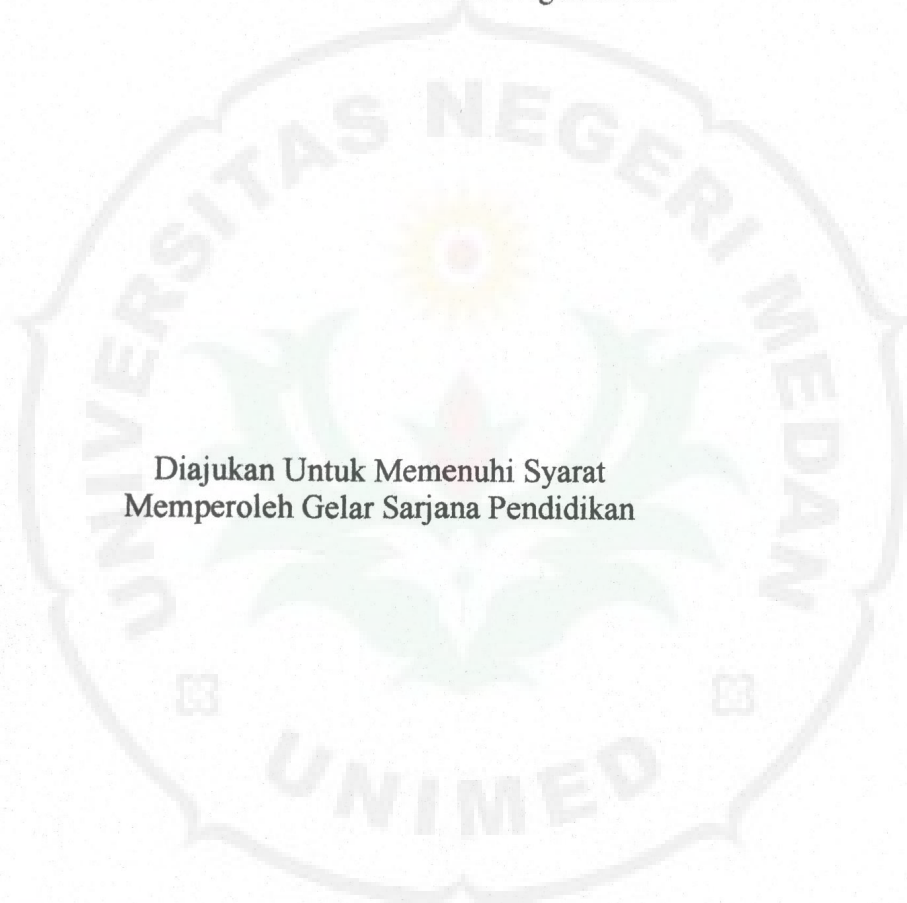 UNIVERSITAS NEGERI MEDAN
Diajukan Untuk Memenuhi Syarat
Memperoleh Gelar Sarjana Pendidikan
UNIMED